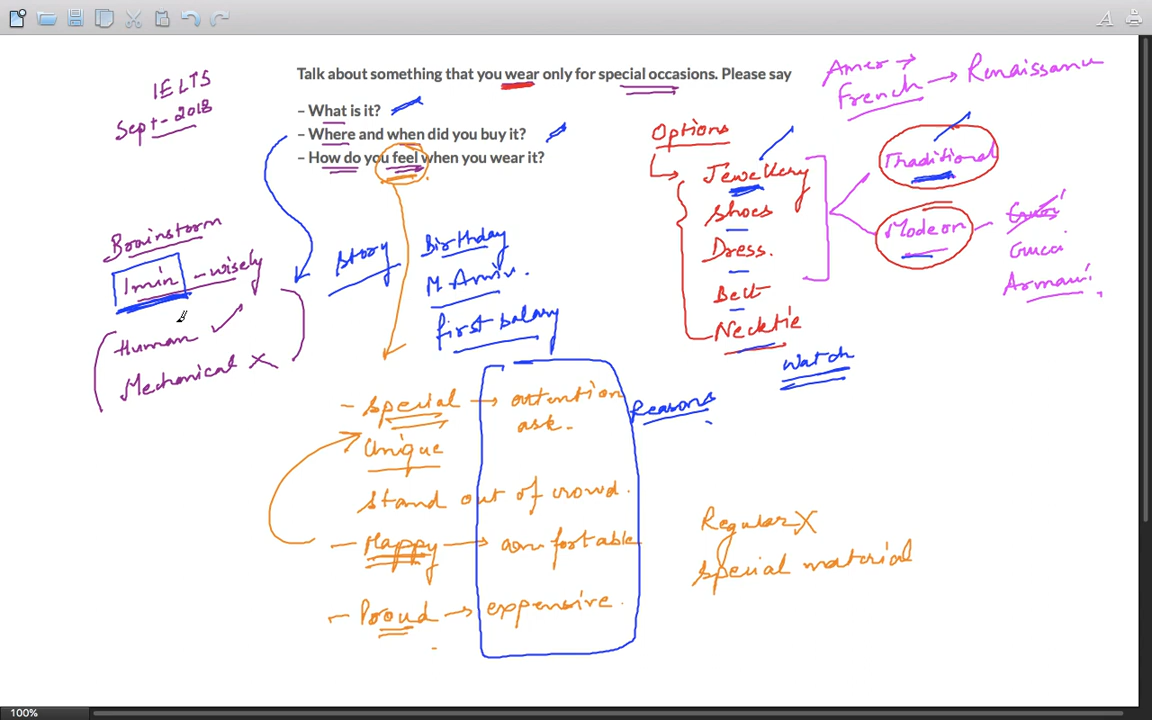 IELTS
Sept-2018
Talk about something that you wear only for special occasions. Please say
- What is it?
- Where and when did you buy it?
- How do you feel when you wear it?
Amer →
French → Renaissance
Options
Jewellery
Shoes
Dress.
Belt
Necktie
Watch
Traditional
Modern -
Gucci
Armani
Brainstorm
1min - wisely
Human ✓
Mechanical X
Story
Birthday
M. Anniv.
first salary
- Special → attention
ask.
Unique
Stand out of crowd.
- Happy → comfortable
- Proud → expensive.
Reasons
Regular X
special material
100%